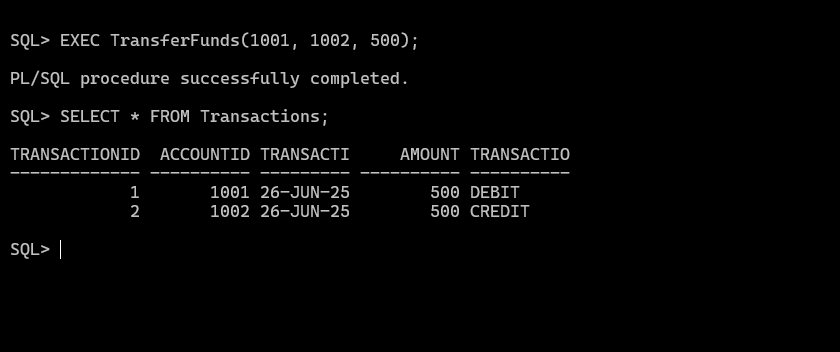 SQL> EXEC TransferFunds(1001, 1002, 500);
PL/SQL procedure successfully completed.
SQL> SELECT * FROM Transactions;
TRANSACTIONID  ACCOUNTID TRANSACTI     AMOUNT TRANSACTIO
------------- ---------- --------- ---------- ----------
            1       1001 26-JUN-25        500 DEBIT
            2       1002 26-JUN-25        500 CREDIT
SQL>